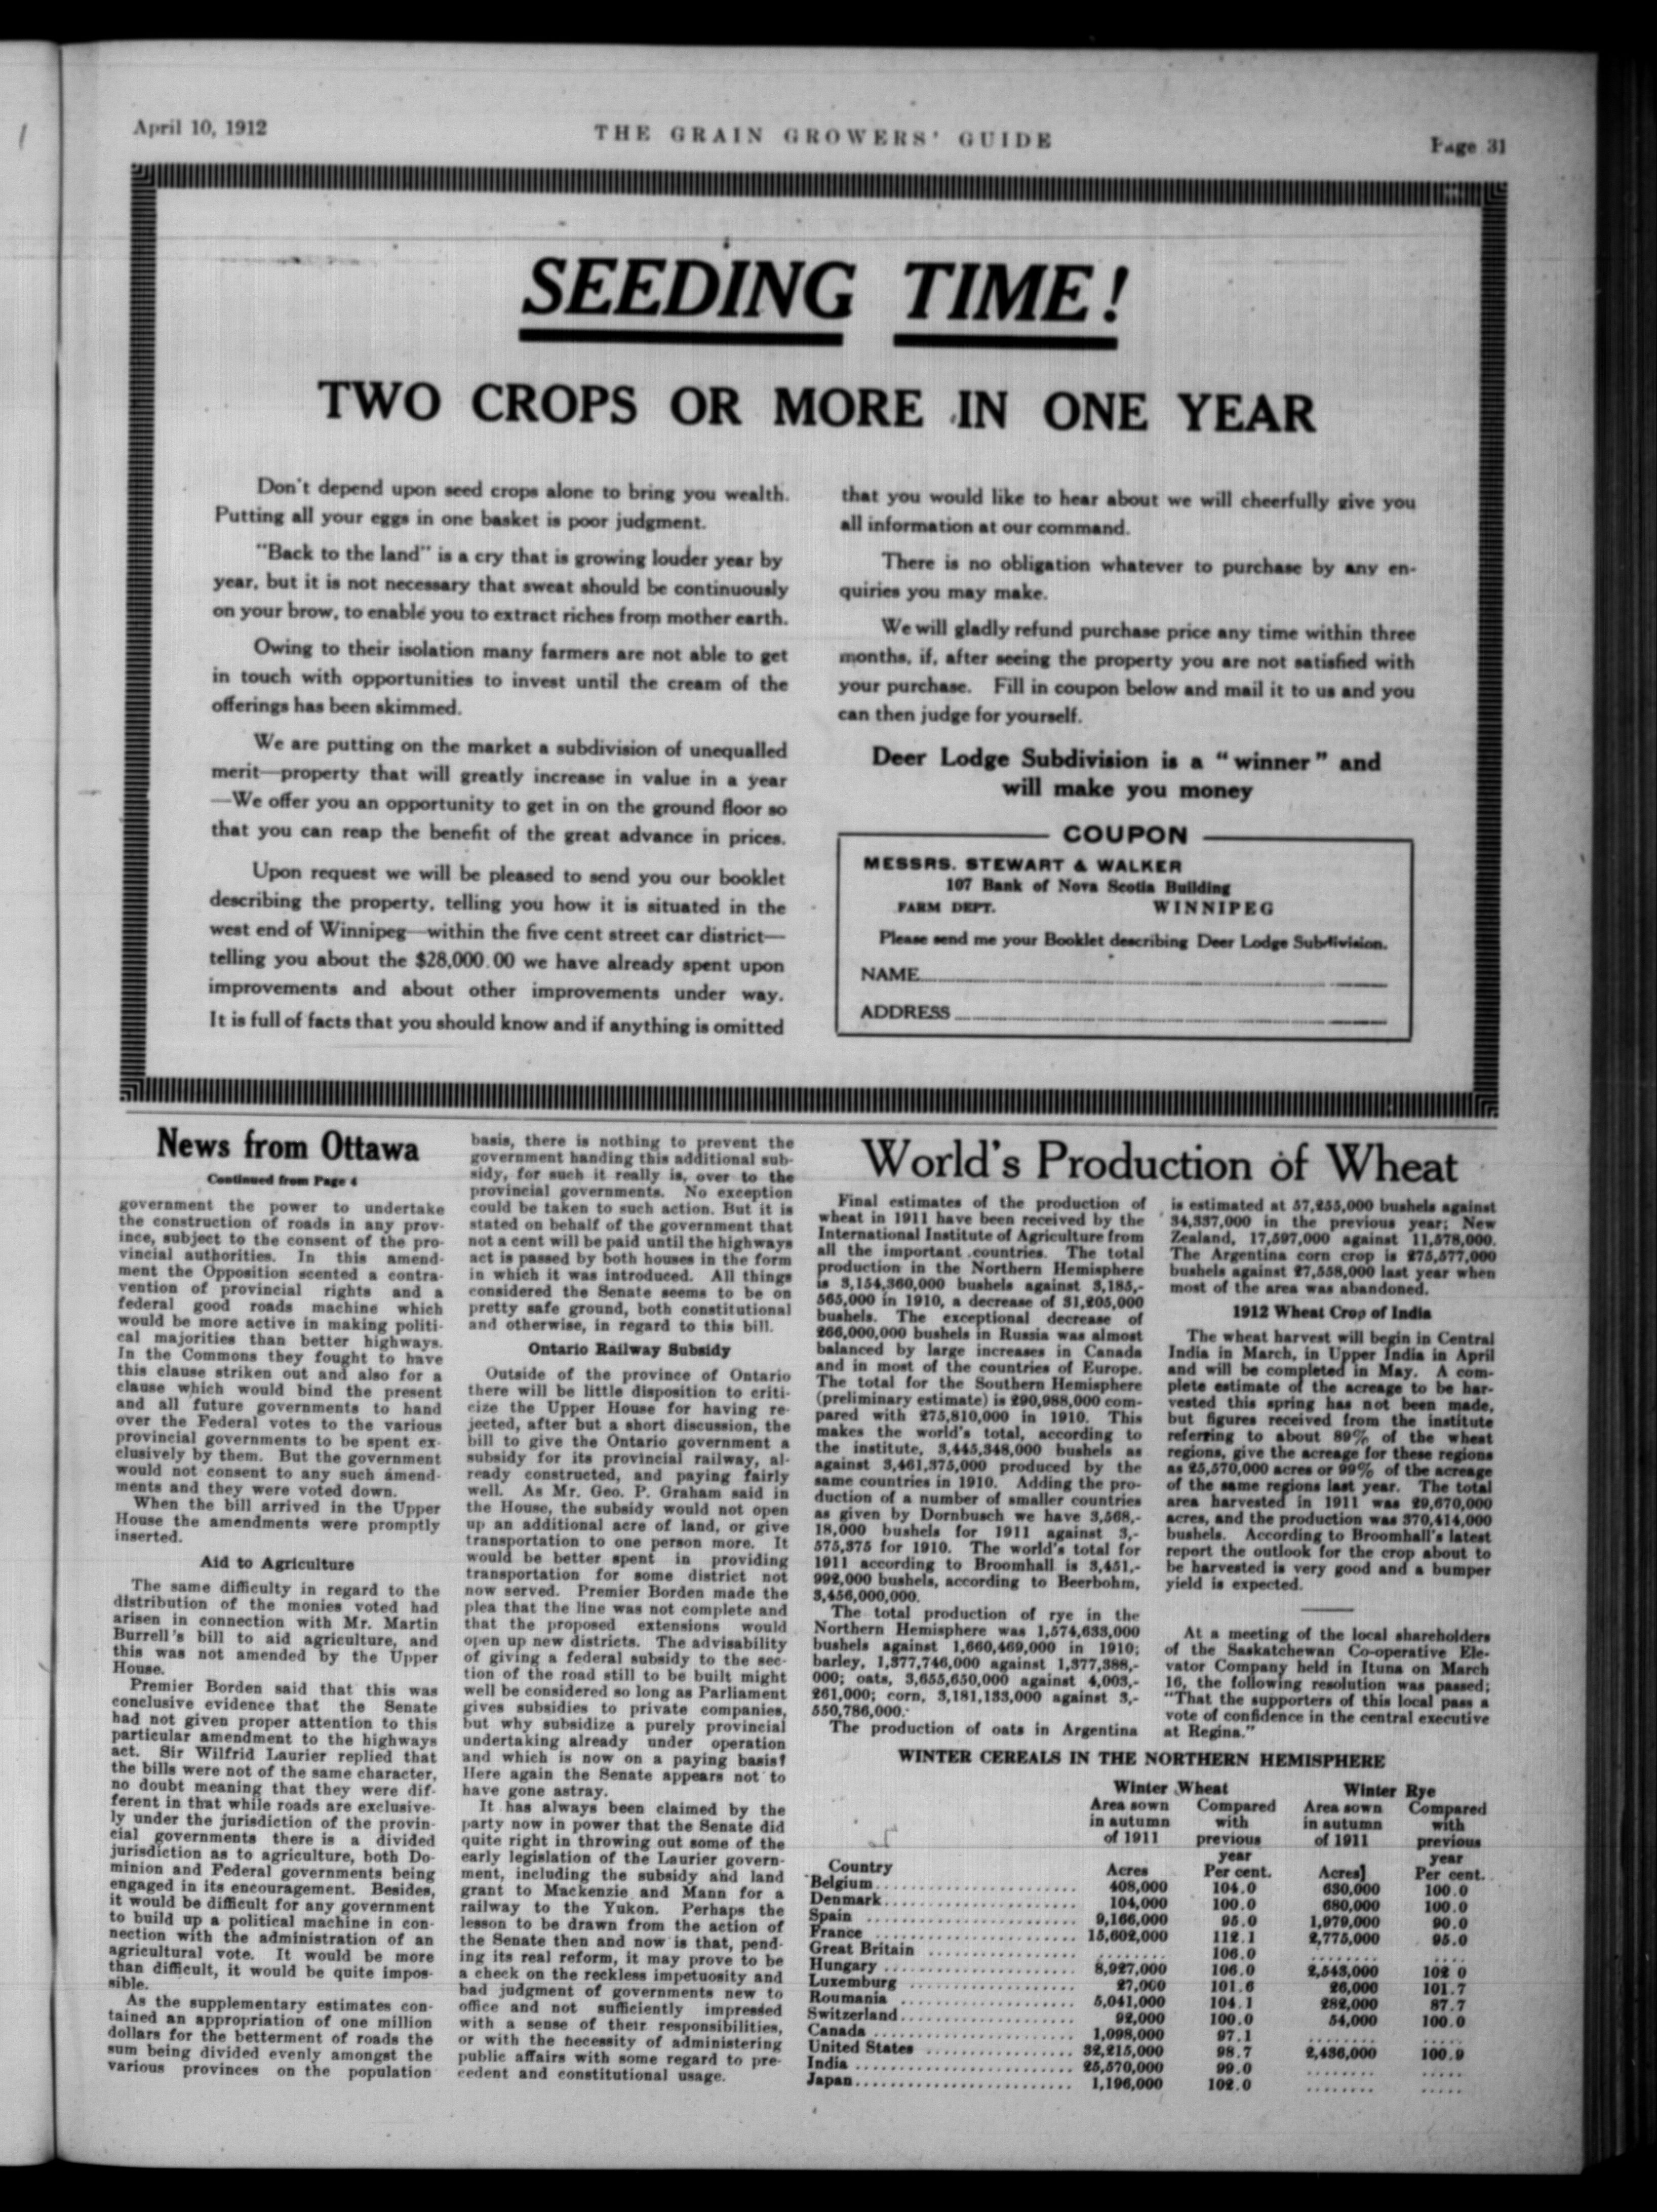 April 10, 1912
THE GRAIN GROWERS' GUIDE
Page 31
SEEDING TIME!
TWO CROPS OR MORE IN ONE YEAR
Don't depend upon seed crops alone to bring you wealth.
Putting all your eggs in one basket is poor judgment.
"Back to the land" is a cry that is growing louder year by
year, but it is not necessary that sweat should be continuously
on your brow, to enable you to extract riches from mother earth.
Owing to their isolation many farmers are not able to get
in touch with opportunities to invest until the cream of the
offerings has been skimmed.
We are putting on the market a subdivision of unequalled
merit—property that will greatly increase in value in a year
—We offer you an opportunity to get in on the ground floor so
that you can reap the benefit of the great advance in prices.
Upon request we will be pleased to send you our booklet
describing the property, telling you how it is situated in the
west end of Winnipeg—within the five cent street car district—
telling you about the $28,000.00 we have already spent upon
improvements and about other improvements under way.
It is full of facts that you should know and if anything is omitted
that you would like to hear about we will cheerfully give you
all information at our command.
There is no obligation whatever to purchase by any en-
quiries you may make.
We will gladly refund purchase price any time within three
months, if, after seeing the property you are not satisfied with
your purchase. Fill in coupon below and mail it to us and you
can then judge for yourself.
Deer Lodge Subdivision is a "winner" and
will make you money
COUPON
MESSRS. STEWART & WALKER
107 Bank of Nova Scotia Building
FARM DEPT. WINNIPEG
Please send me your Booklet describing Deer Lodge Subdivision.
NAME
ADDRESS
News from Ottawa
Continued from Page 4
government the power to undertake
the construction of roads in any prov-
ince, subject to the consent of the pro-
vincial authorities. In this amend-
ment the Opposition scented a contra-
vention of provincial rights and a
federal good roads machine which
would be more active in making politi-
cal majorities than better highways.
In the Commons they fought to have
this clause striken out and also for a
clause which would bind the present
and all future governments to hand
over the Federal votes to the various
provincial governments to be spent ex-
clusively by them. But the government
would not consent to any such amend-
ments and they were voted down.
When the bill arrived in the Upper
House the amendments were promptly
inserted.
Aid to Agriculture
The same difficulty in regard to the
distribution of the monies voted had
arisen in connection with Mr. Martin
Burrell's bill to aid agriculture, and
this was not amended by the Upper
House.
Premier Borden said that this was
conclusive evidence that the Senate
had not given proper attention to this
particular amendment to the highways
act. Sir Wilfrid Laurier replied that
the bills were not of the same character,
no doubt meaning that they were dif-
ferent in that while roads are exclusive-
ly under the jurisdiction of the provin-
cial governments there is a divided
jurisdiction as to agriculture, both Do-
minion and Federal governments being
engaged in its encouragement. Besides,
it would be difficult for any government
to build up a political machine in con-
nection with the administration of an
agricultural vote. It would be more
than difficult, it would be quite impos-
sible.
As the supplementary estimates con-
tained an appropriation of one million
dollars for the betterment of roads the
sum being divided evenly amongst the
various provinces on the population
basis, there is nothing to prevent the
government handing this additional sub-
sidy, for such it really is, over to the
provincial governments. No exception
could be taken to such action. But it is
stated on behalf of the government that
not a cent will be paid until the highways
act is passed by both houses in the form
in which it was introduced. All things
considered the Senate seems to be on
pretty safe ground, both constitutional
and otherwise, in regard to this bill.
Ontario Railway Subsidy
Outside of the province of Ontario
there will be little disposition to criti-
cize the Upper House for having re-
jected, after but a short discussion, the
bill to give the Ontario government a
subsidy for its provincial railway, al-
ready constructed, and paying fairly
well. As Mr. Geo. P. Graham said in
the House, the subsidy would not open
up an additional acre of land, or give
transportation to one person more. It
would be better spent in providing
transportation for some district not
now served. Premier Borden made the
plea that the line was not complete and
that the proposed extensions would
open up new districts. The advisability
of giving a federal subsidy to the sec-
tion of the road still to be built might
well be considered so long as Parliament
gives subsidies to private companies,
but why subsidize a purely provincial
undertaking already under operation
and which is now on a paying basis?
Here again the Senate appears not to
have gone astray.
It has always been claimed by the
party now in power that the Senate did
quite right in throwing out some of the
early legislation of the Laurier govern-
ment, including the subsidy and land
grant to Mackenzie and Mann for a
railway to the Yukon. Perhaps the
lesson to be drawn from the action of
the Senate then and now is that, pend-
ing its real reform, it may prove to be
a check on the reckless impetuosity and
bad judgment of governments new to
office and not sufficiently impressed
with a sense of their responsibilities,
or with the necessity of administering
public affairs with some regard to pre-
cedent and constitutional usage.
World's Production of Wheat
Final estimates of the production of
wheat in 1911 have been received by the
International Institute of Agriculture from
all the important countries. The total
production in the Northern Hemisphere
is 3,154,360,000 bushels against 3,185,-
565,000 in 1910, a decrease of 31,205,000
bushels. The exceptional decrease of
266,000,000 bushels in Russia was almost
balanced by large increases in Canada
and in most of the countries of Europe.
The total for the Southern Hemisphere
(preliminary estimate) is 290,988,000 com-
pared with 275,810,000 in 1910. This
makes the world's total, according to
the institute, 3,445,348,000 bushels as
against 3,461,375,000 produced by the
same countries in 1910. Adding the pro-
duction of a number of smaller countries
as given by Dornbusch we have 3,568,-
18,000 bushels for 1911 against 3,-
575,375 for 1910. The world's total for
1911 according to Broomhall is 3,451,-
992,000 bushels, according to Beerbohm,
3,456,000,000.
The total production of rye in the
Northern Hemisphere was 1,574,633,000
bushels against 1,660,469,000 in 1910;
barley, 1,377,746,000 against 1,377,388,-
000; oats, 3,655,650,000 against 4,003,-
261,000; corn, 3,181,133,000 against 3,-
550,786,000.
The production of oats in Argentina
is estimated at 57,255,000 bushels against
34,337,000 in the previous year; New
Zealand, 17,597,000 against 11,578,000.
The Argentina corn crop is 275,577,000
bushels against 27,558,000 last year when
most of the area was abandoned.
1912 Wheat Crop of India
The wheat harvest will begin in Central
India in March, in Upper India in April
and will be completed in May. A com-
plete estimate of the acreage to be har-
vested this spring has not been made,
but figures received from the institute
referring to about 89% of the wheat
regions, give the acreage for these regions
as 25,570,000 acres or 99% of the acreage
of the same regions last year. The total
area harvested in 1911 was 29,670,000
acres, and the production was 370,414,000
bushels. According to Broomhall's latest
report the outlook for the crop about to
be harvested is very good and a bumper
yield is expected.
At a meeting of the local shareholders
of the Saskatchewan Co-operative Ele-
vator Company held in Ituna on March
16, the following resolution was passed;
"That the supporters of this local pass a
vote of confidence in the central executive
at Regina."
WINTER CEREALS IN THE NORTHERN HEMISPHERE
Winter Wheat Winter Rye
Area sown Compared Area sown Compared
in autumn with in autumn with
of 1911 previous of 1911 previous
year year
Country Acres Per cent. Acres Per cent.
Belgium 408,000 104.0 630,000 100.0
Denmark 104,000 100.0 680,000 100.0
Spain 9,166,000 95.0 1,979,000 90.0
France 15,602,000 112.1 2,775,000 95.0
Great Britain ........ 106.0 ........ ....
Hungary 8,927,000 106.0 2,543,000 102 0
Luxemburg 27,000 101.6 26,000 101.7
Roumania 5,041,000 104.1 282,000 87.7
Switzerland 92,000 100.0 54,000 100.0
Canada 1,098,000 97.1 ........ .....
United States 32,215,000 98.7 2,436,000 100.9
India 25,570,000 99.0 ........ .....
Japan 1,196,000 102.0 ........ .....